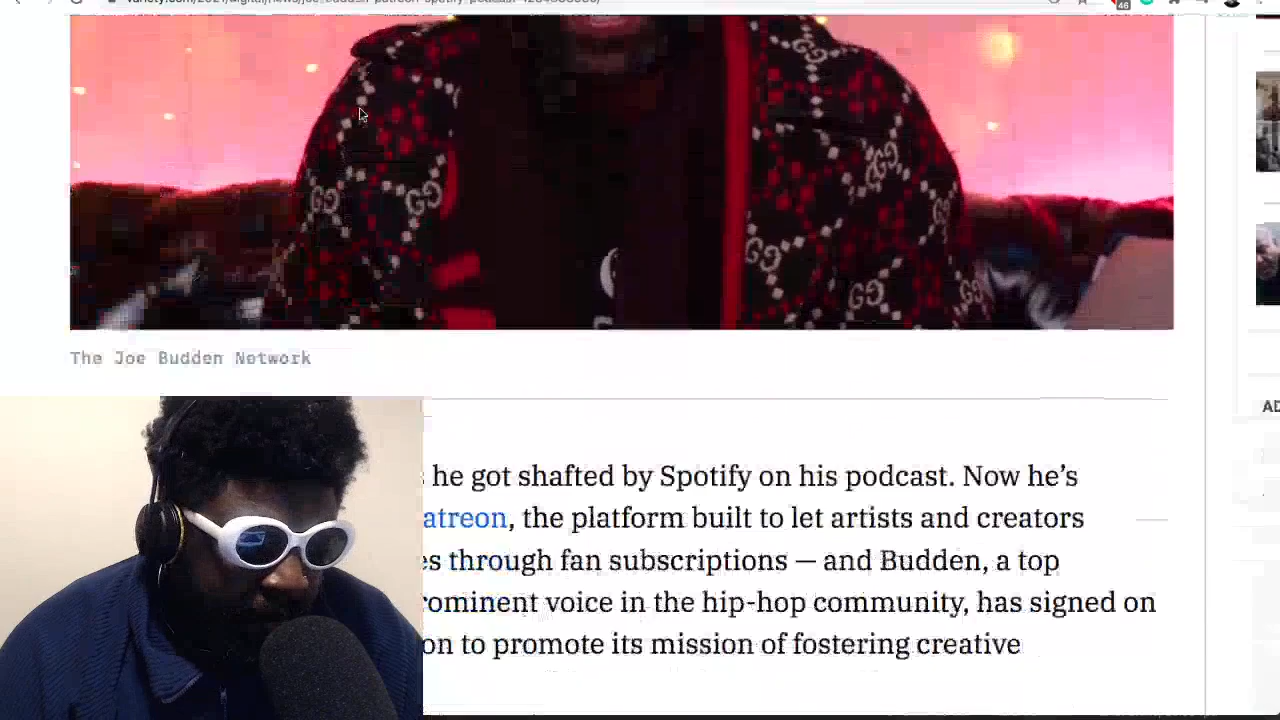 46
The Joe Budden Network
AD
he got shafted by Spotify on his podcast. Now he's
atreon, the platform built to let artists and creators
es through fan subscriptions — and Budden, a top
rominent voice in the hip-hop community, has signed on
on to promote its mission of fostering creative